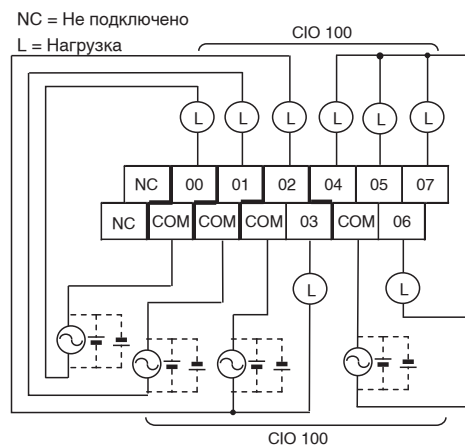 NC = Не подключено
L = Нагрузка
CIO 100
L L L L L L
NC 00 01 02 04 05 07
NC COM COM COM 03 COM 06
L L
CIO 100